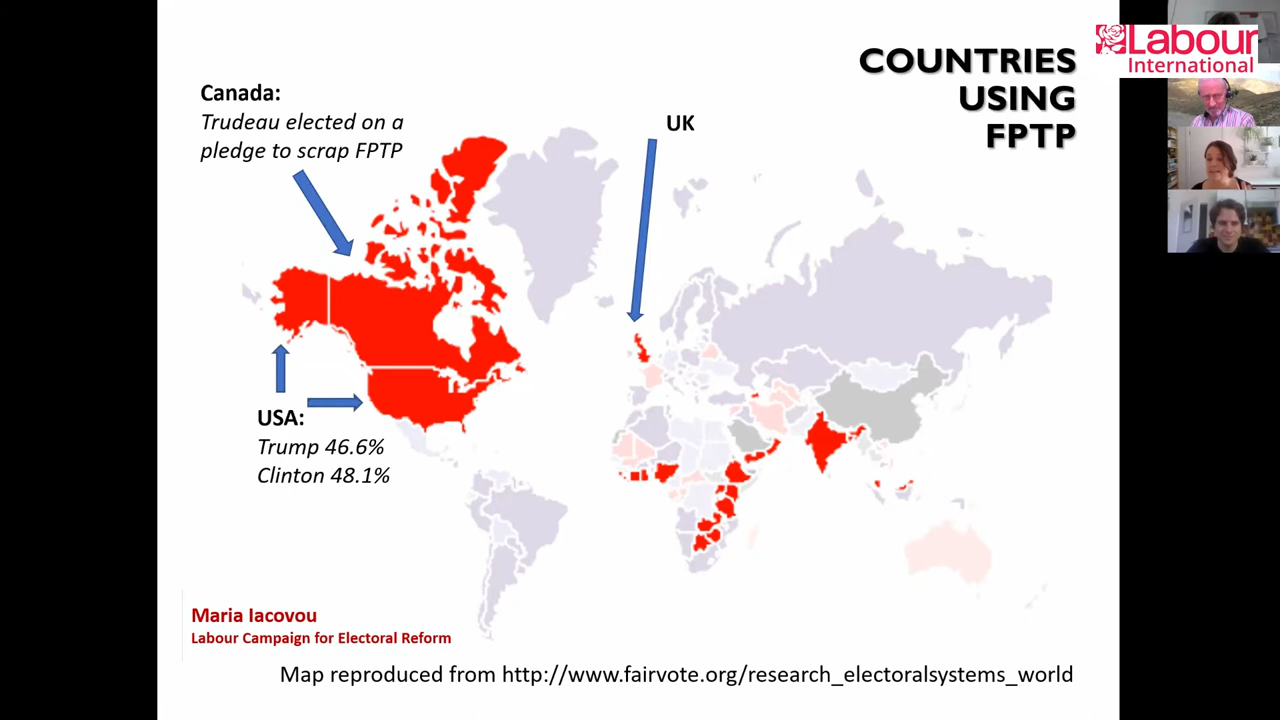 COUNTRIES
USING
FPTP
Labour
International
Canada:
Trudeau elected on a
pledge to scrap FPTP
UK
USA:
Trump 46.6%
Clinton 48.1%
Maria Iacovou
Labour Campaign for Electoral Reform
Map reproduced from http://www.fairvote.org/research_electoralsystems_world